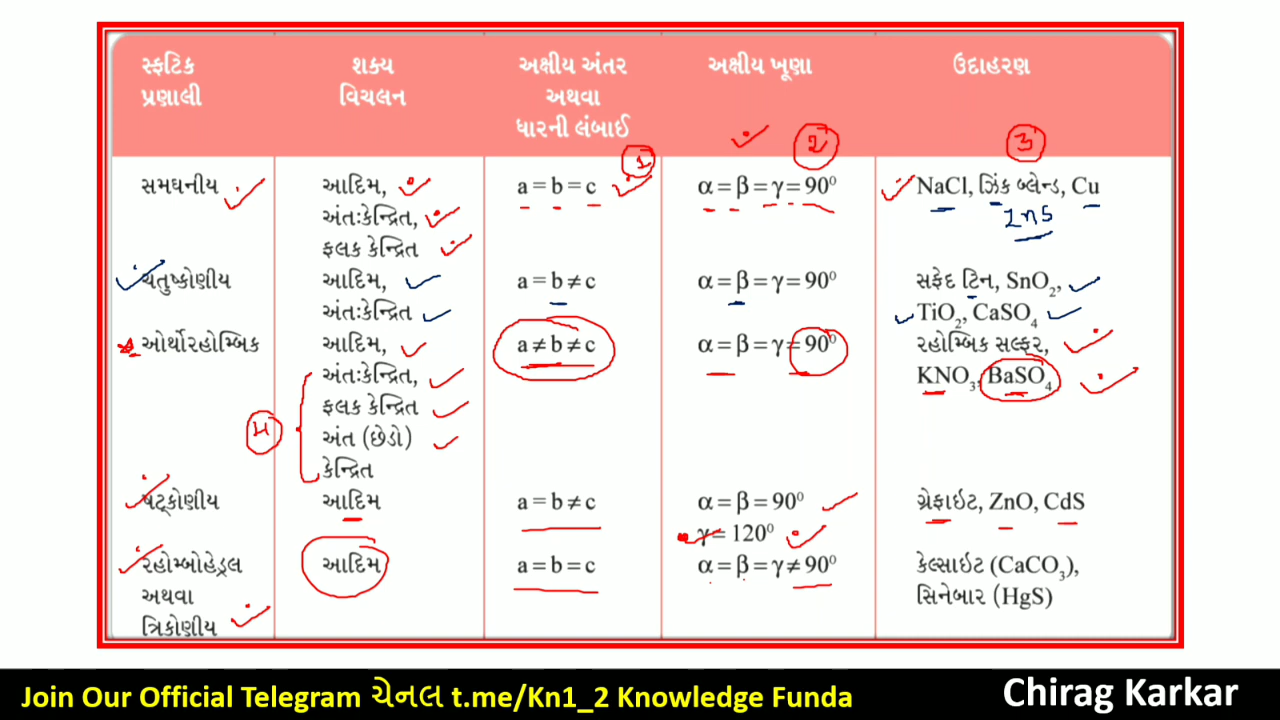 સ્ફટિક શક્ય અક્ષીય અંતર અક્ષીય ખૂણા ઉદાહરણ
પ્રણાલી વિચલન અથવા
ધારની લંબાઈ
1 2 3
સમઘનીય આદિમ, a = b = c α = β = γ = 90⁰ NaCl, ઝિંક બ્લેન્ડ, Cu
અંતઃકેન્દ્રિત, ZnS
ફલક કેન્દ્રિત
ચતુષ્કોણીય આદિમ, a = b ≠ c α = β = γ = 90⁰ સફેદ ટિન, SnO₂,
અંતઃકેન્દ્રિત TiO₂, CaSO₄
ઓર્થોરહોમ્બિક આદિમ, a ≠ b ≠ c α = β = γ = 90⁰ રહોમ્બિક સલ્ફર,
અંતઃકેન્દ્રિત, KNO₃, BaSO₄
ફલક કેન્દ્રિત
અંત (છેડો)
કેન્દ્રિત
ષટ્કોણીય આદિમ a = b ≠ c α = β = 90⁰ ગ્રેફાઇટ, ZnO, CdS
γ = 120⁰
રહોમ્બોહેડ્રલ આદિમ a = b = c α = β = γ ≠ 90⁰ કેલ્સાઇટ (CaCO₃),
અથવા સિનેબાર (HgS)
ત્રિકોણીય
Join Our Official Telegram ચેનલ t.me/Kn1_2 Knowledge Funda Chirag Karkar